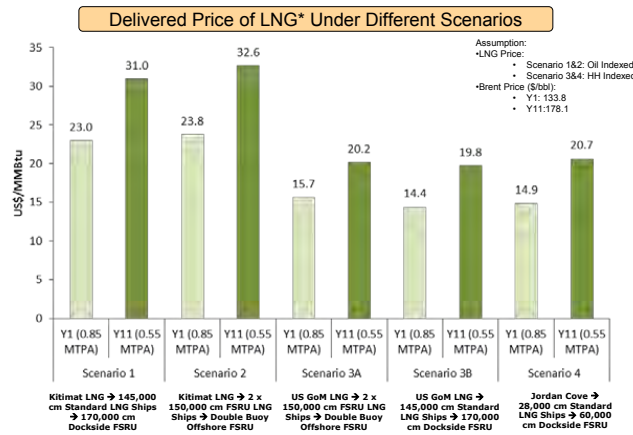 Delivered Price of LNG* Under Different Scenarios
Assumption:
•LNG Price:
• Scenario 1&2: Oil Indexed
• Scenario 3&4: HH Indexed
•Brent Price ($/bbl):
• Y1: 133.8
• Y11:178.1
US$/MMBtu
35
30
25
20
15
10
5
0
23.0
31.0
23.8
32.6
15.7
20.2
14.4
19.8
14.9
20.7
Y1 (0.85 MTPA)
Y11 (0.55 MTPA)
Y1 (0.85 MTPA)
Y11 (0.55 MTPA)
Y1 (0.85 MTPA)
Y11 (0.55 MTPA)
Y1 (0.85 MTPA)
Y11 (0.55 MTPA)
Y1 (0.85 MTPA)
Y11 (0.55 MTPA)
Scenario 1
Scenario 2
Scenario 3A
Scenario 3B
Scenario 4
Kitimat LNG → 145,000
cm Standard LNG Ships
→ 170,000 cm
Dockside FSRU
Kitimat LNG → 2 x
150,000 cm FSRU LNG
Ships → Double Buoy
Offshore FSRU
US GoM LNG → 2 x
150,000 cm FSRU LNG
Ships → Double Buoy
Offshore FSRU
US GoM LNG →
145,000 cm Standard
LNG Ships → 170,000
cm Dockside FSRU
Jordan Cove →
28,000 cm Standard
LNG Ships → 60,000
cm Dockside FSRU